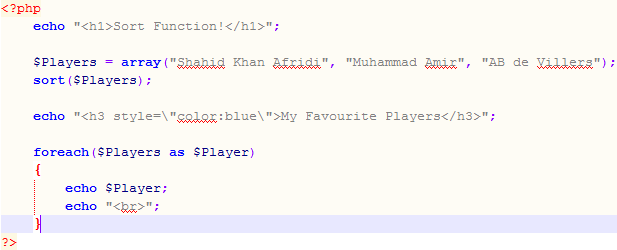 <?php
echo "<h1>Sort Function!</h1>";
$Players = array("Shahid Khan Afridi", "Muhammad Amir", "AB de Villers");
sort($Players);
echo "<h3 style=\"color:blue\">My Favourite Players</h3>";
foreach($Players as $Player)
{
echo $Player;
echo "<br>";
}
?>